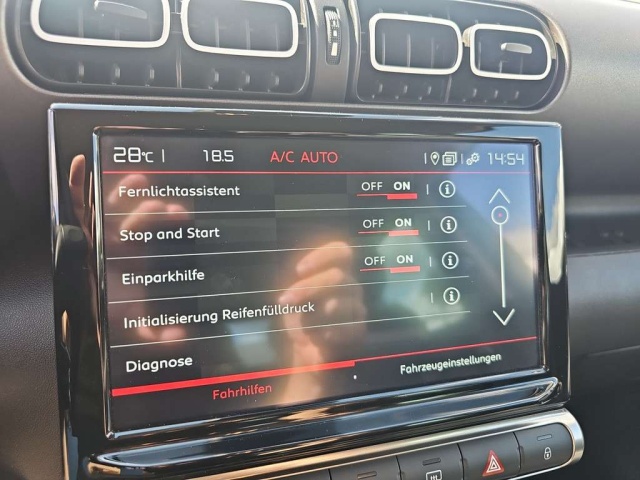 28°C 18.5 A/C AUTO 14:54
Fernlichtassistent OFF ON
Stop and Start OFF ON
Einparkhilfe OFF ON
Initialisierung Reifenfülldruck
Diagnose
Fahrhilfen Fahrzeugeinstellungen